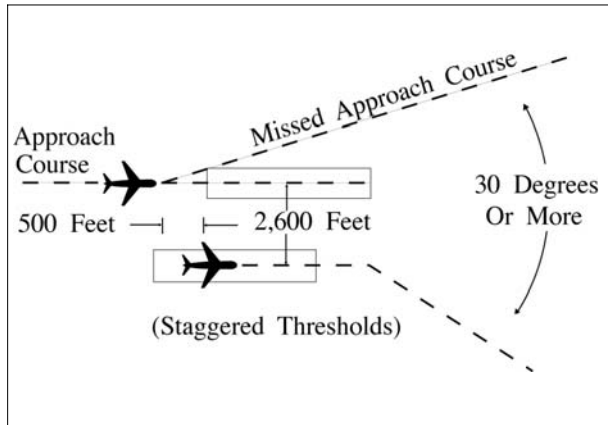 Missed Approach Course
Approach
Course
30 Degrees
Or More
500 Feet
2,600 Feet
(Staggered Thresholds)